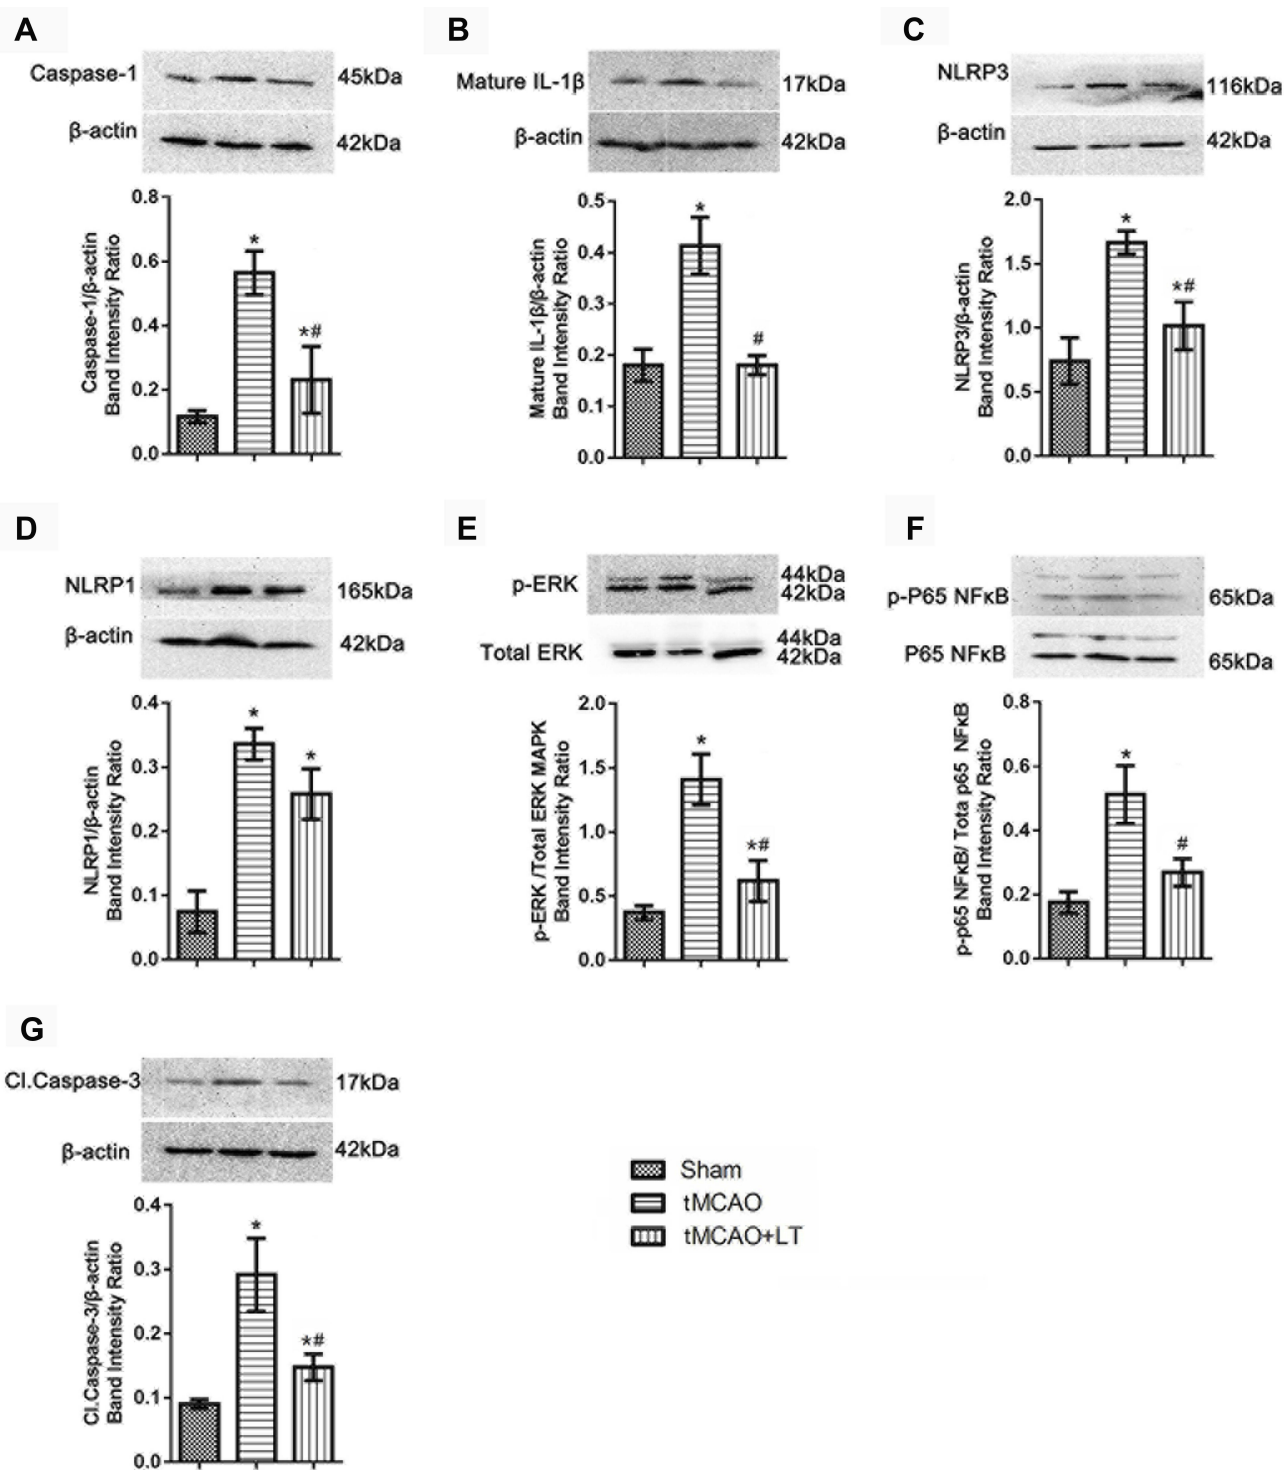 A
Caspase-1
45kDa
β-actin
42kDa
Caspase-1/β-actin
Band Intensity Ratio
0.8
0.6
0.4
0.2
0.0
*
*#
B
Mature IL-1β
17kDa
β-actin
42kDa
Mature IL-1β/β-actin
Band Intensity Ratio
0.5
0.4
0.3
0.2
0.1
0.0
*
#
C
NLRP3
116kDa
β-actin
42kDa
NLRP3/β-actin
Band Intensity Ratio
2.0
1.5
1.0
0.5
0.0
*
*#
D
NLRP1
165kDa
β-actin
42kDa
NLRP1/β-actin
Band Intensity Ratio
0.4
0.3
0.2
0.1
0.0
*
*
E
p-ERK
44kDa
42kDa
Total ERK
44kDa
42kDa
p-ERK /Total ERK MAPK
Band Intensity Ratio
2.0
1.5
1.0
0.5
0.0
*
*#
F
p-P65 NFκB
65kDa
P65 NFκB
65kDa
p-p65 NFκB/ Tota p65 NFκB
Band Intensity Ratio
0.8
0.6
0.4
0.2
0.0
*
#
G
Cl.Caspase-3
17kDa
β-actin
42kDa
Cl.Caspase-3/β-actin
Band Intensity Ratio
0.4
0.3
0.2
0.1
0.0
*
*#
Sham
tMCAO
tMCAO+LT